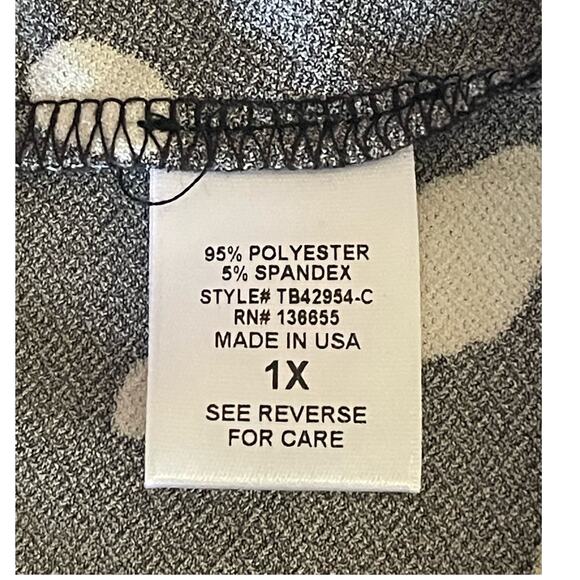 95% POLYESTER
5% SPANDEX
STYLE# TB42954-C
RN# 136655
MADE IN USA
1X
SEE REVERSE
FOR CARE